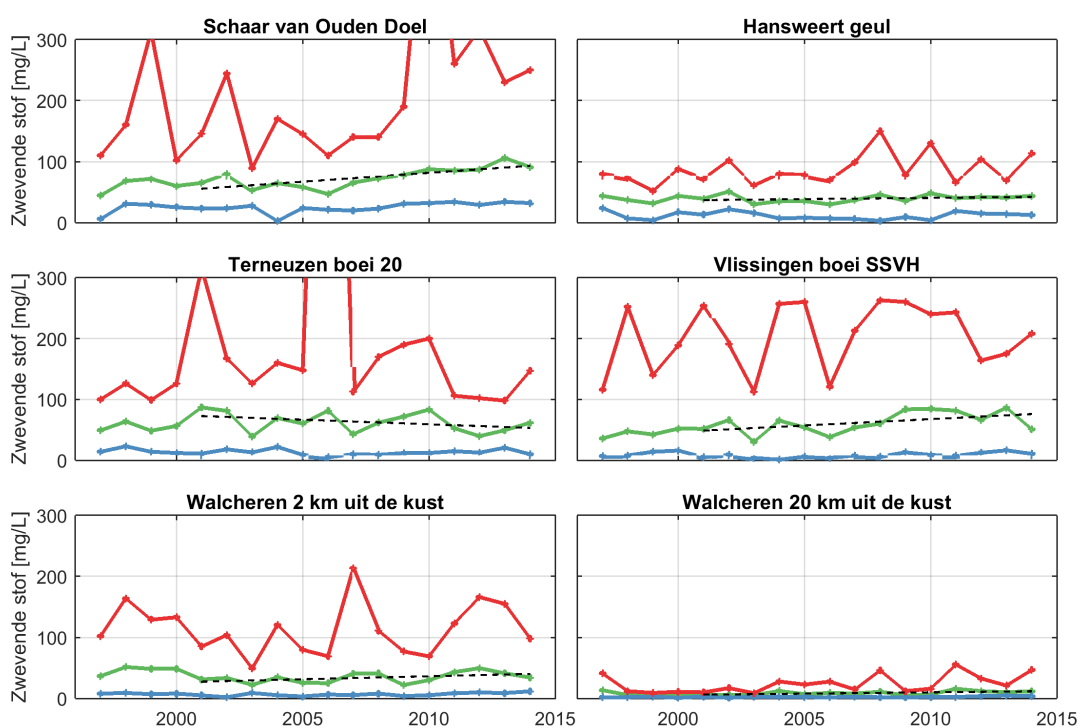 Schaar van Ouden Doel
Hansweert geul
Zwevende stof [mg/L]
300
200
100
0
Terneuzen boei 20
Vlissingen boei SSVH
Zwevende stof [mg/L]
300
200
100
0
Walcheren 2 km uit de kust
Walcheren 20 km uit de kust
Zwevende stof [mg/L]
300
200
100
0
2000 2005 2010 2015
2000 2005 2010 2015